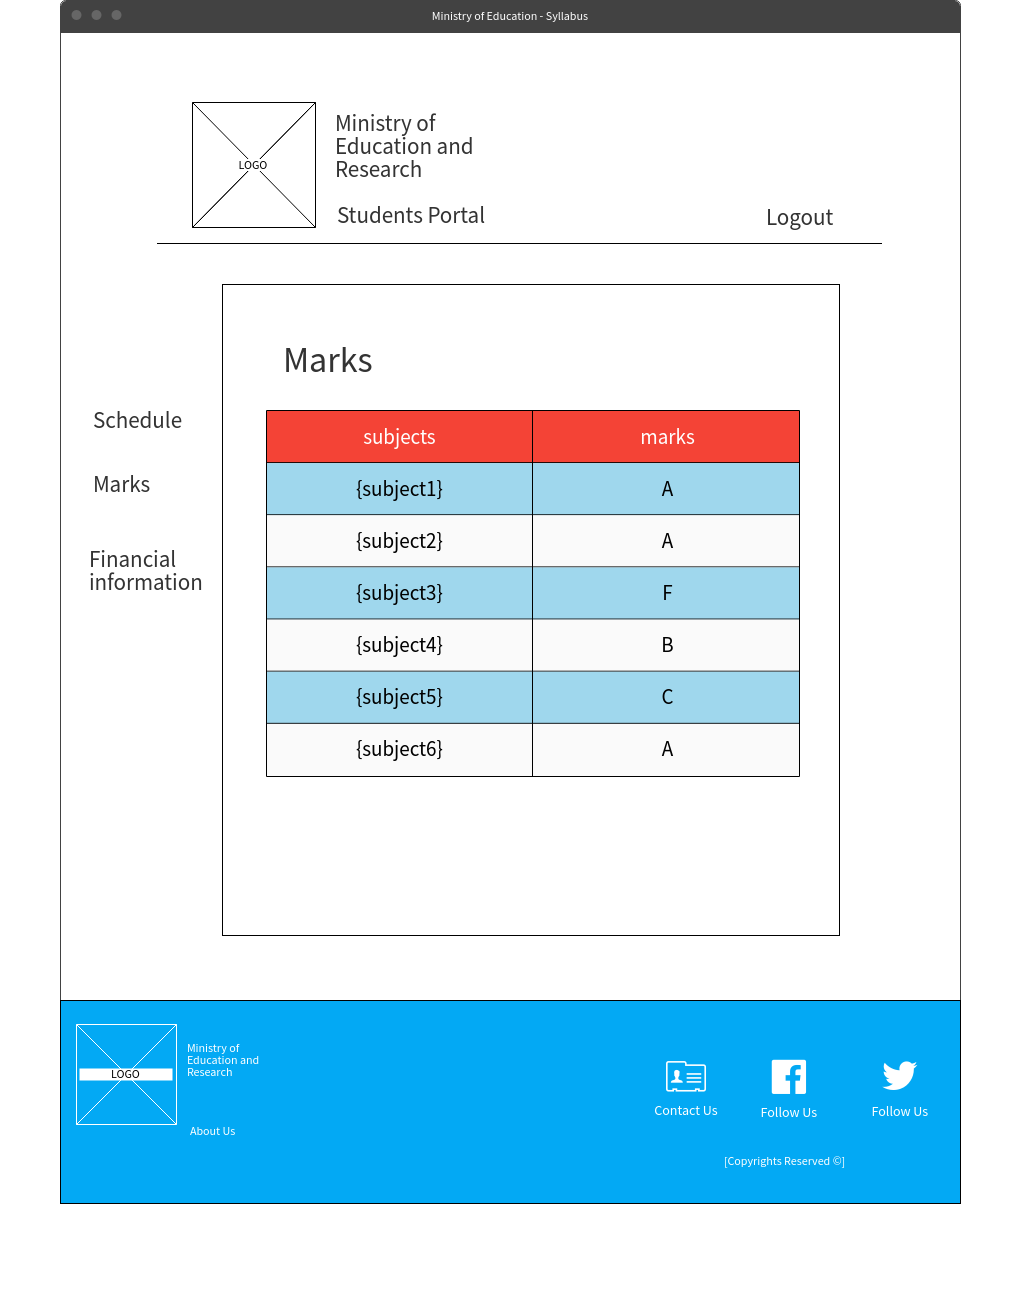 Ministry of Education - Syllabus
LOGO
Ministry of
Education and
Research
Students Portal
Logout
Marks
Schedule
Marks
Financial
information
subjects marks
{subject1} A
{subject2} A
{subject3} F
{subject4} B
{subject5} C
{subject6} A
LOGO
Ministry of
Education and
Research
About Us
Contact Us
Follow Us
Follow Us
[Copyrights Reserved ©]